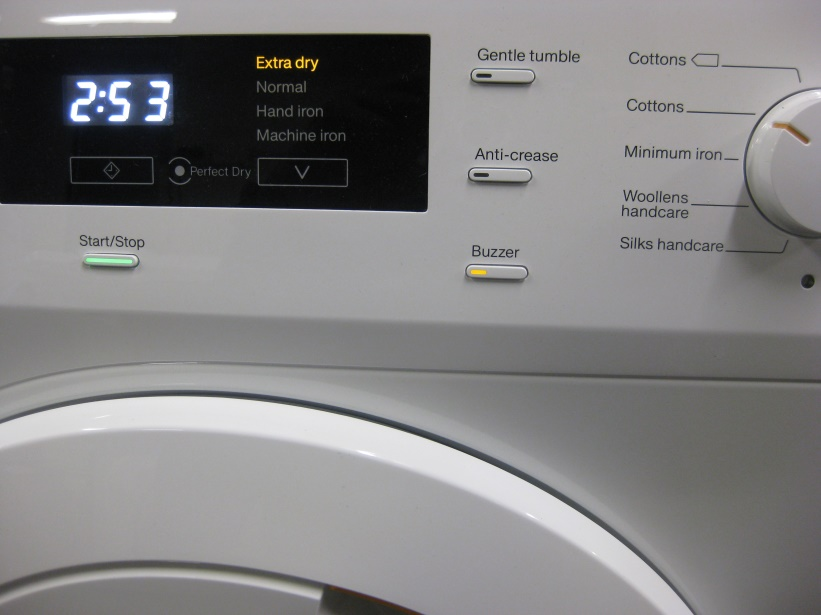 2:53
Extra dry
Normal
Hand iron
Machine iron
Perfect Dry
Start/Stop
Gentle tumble
Anti-crease
Buzzer
Cottons
Cottons
Minimum iron
Woollens
handcare
Silks handcare